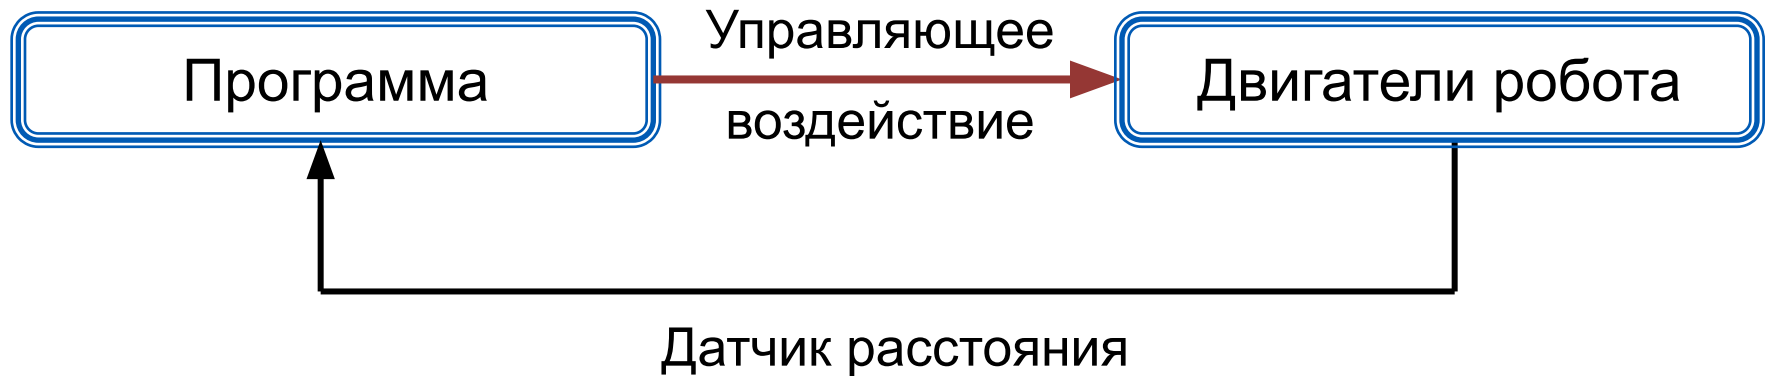 Программа
Управляющее
воздействие
Двигатели робота
Датчик расстояния